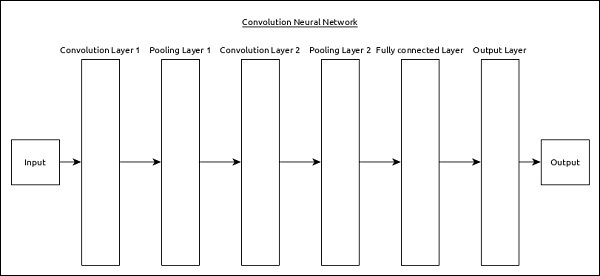 Convolution Neural Network
Convolution Layer 1
Pooling Layer 1
Convolution Layer 2
Pooling Layer 2
Fully connected Layer
Output Layer
Input
Output